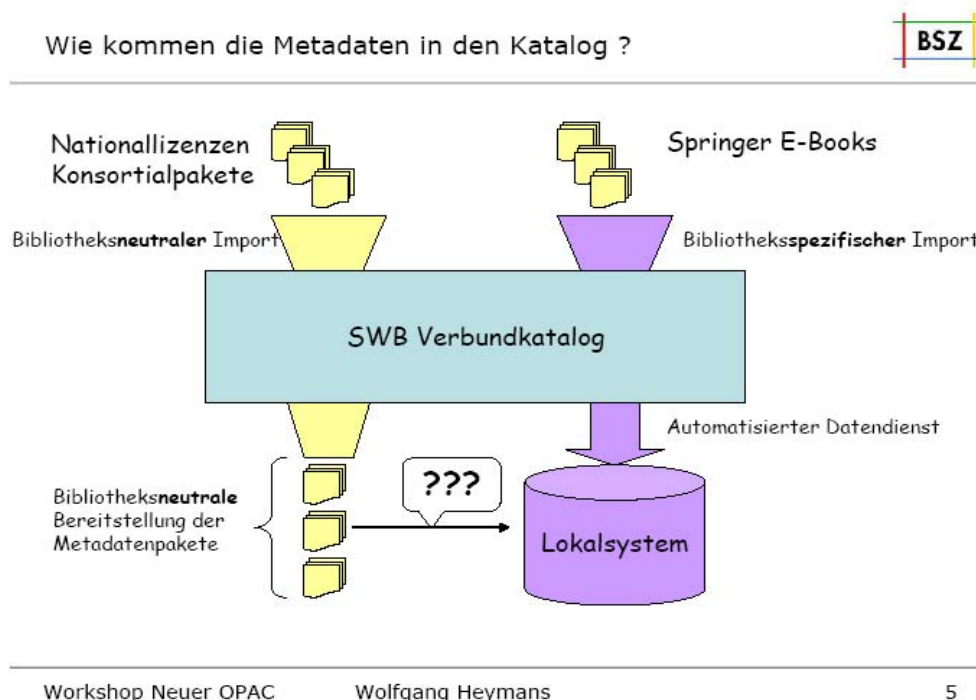 Wie kommen die Metadaten in den Katalog ?
BSZ
Nationallizenzen
Konsortialpakete
Springer E-Books
Bibliotheksneutraler Import
Bibliotheksspezifischer Import
SWB Verbundkatalog
Automatisierter Datendienst
Bibliotheksneutrale
Bereitstellung der
Metadatenpakete
???
Lokalsystem
Workshop Neuer OPAC Wolfgang Heymans 5